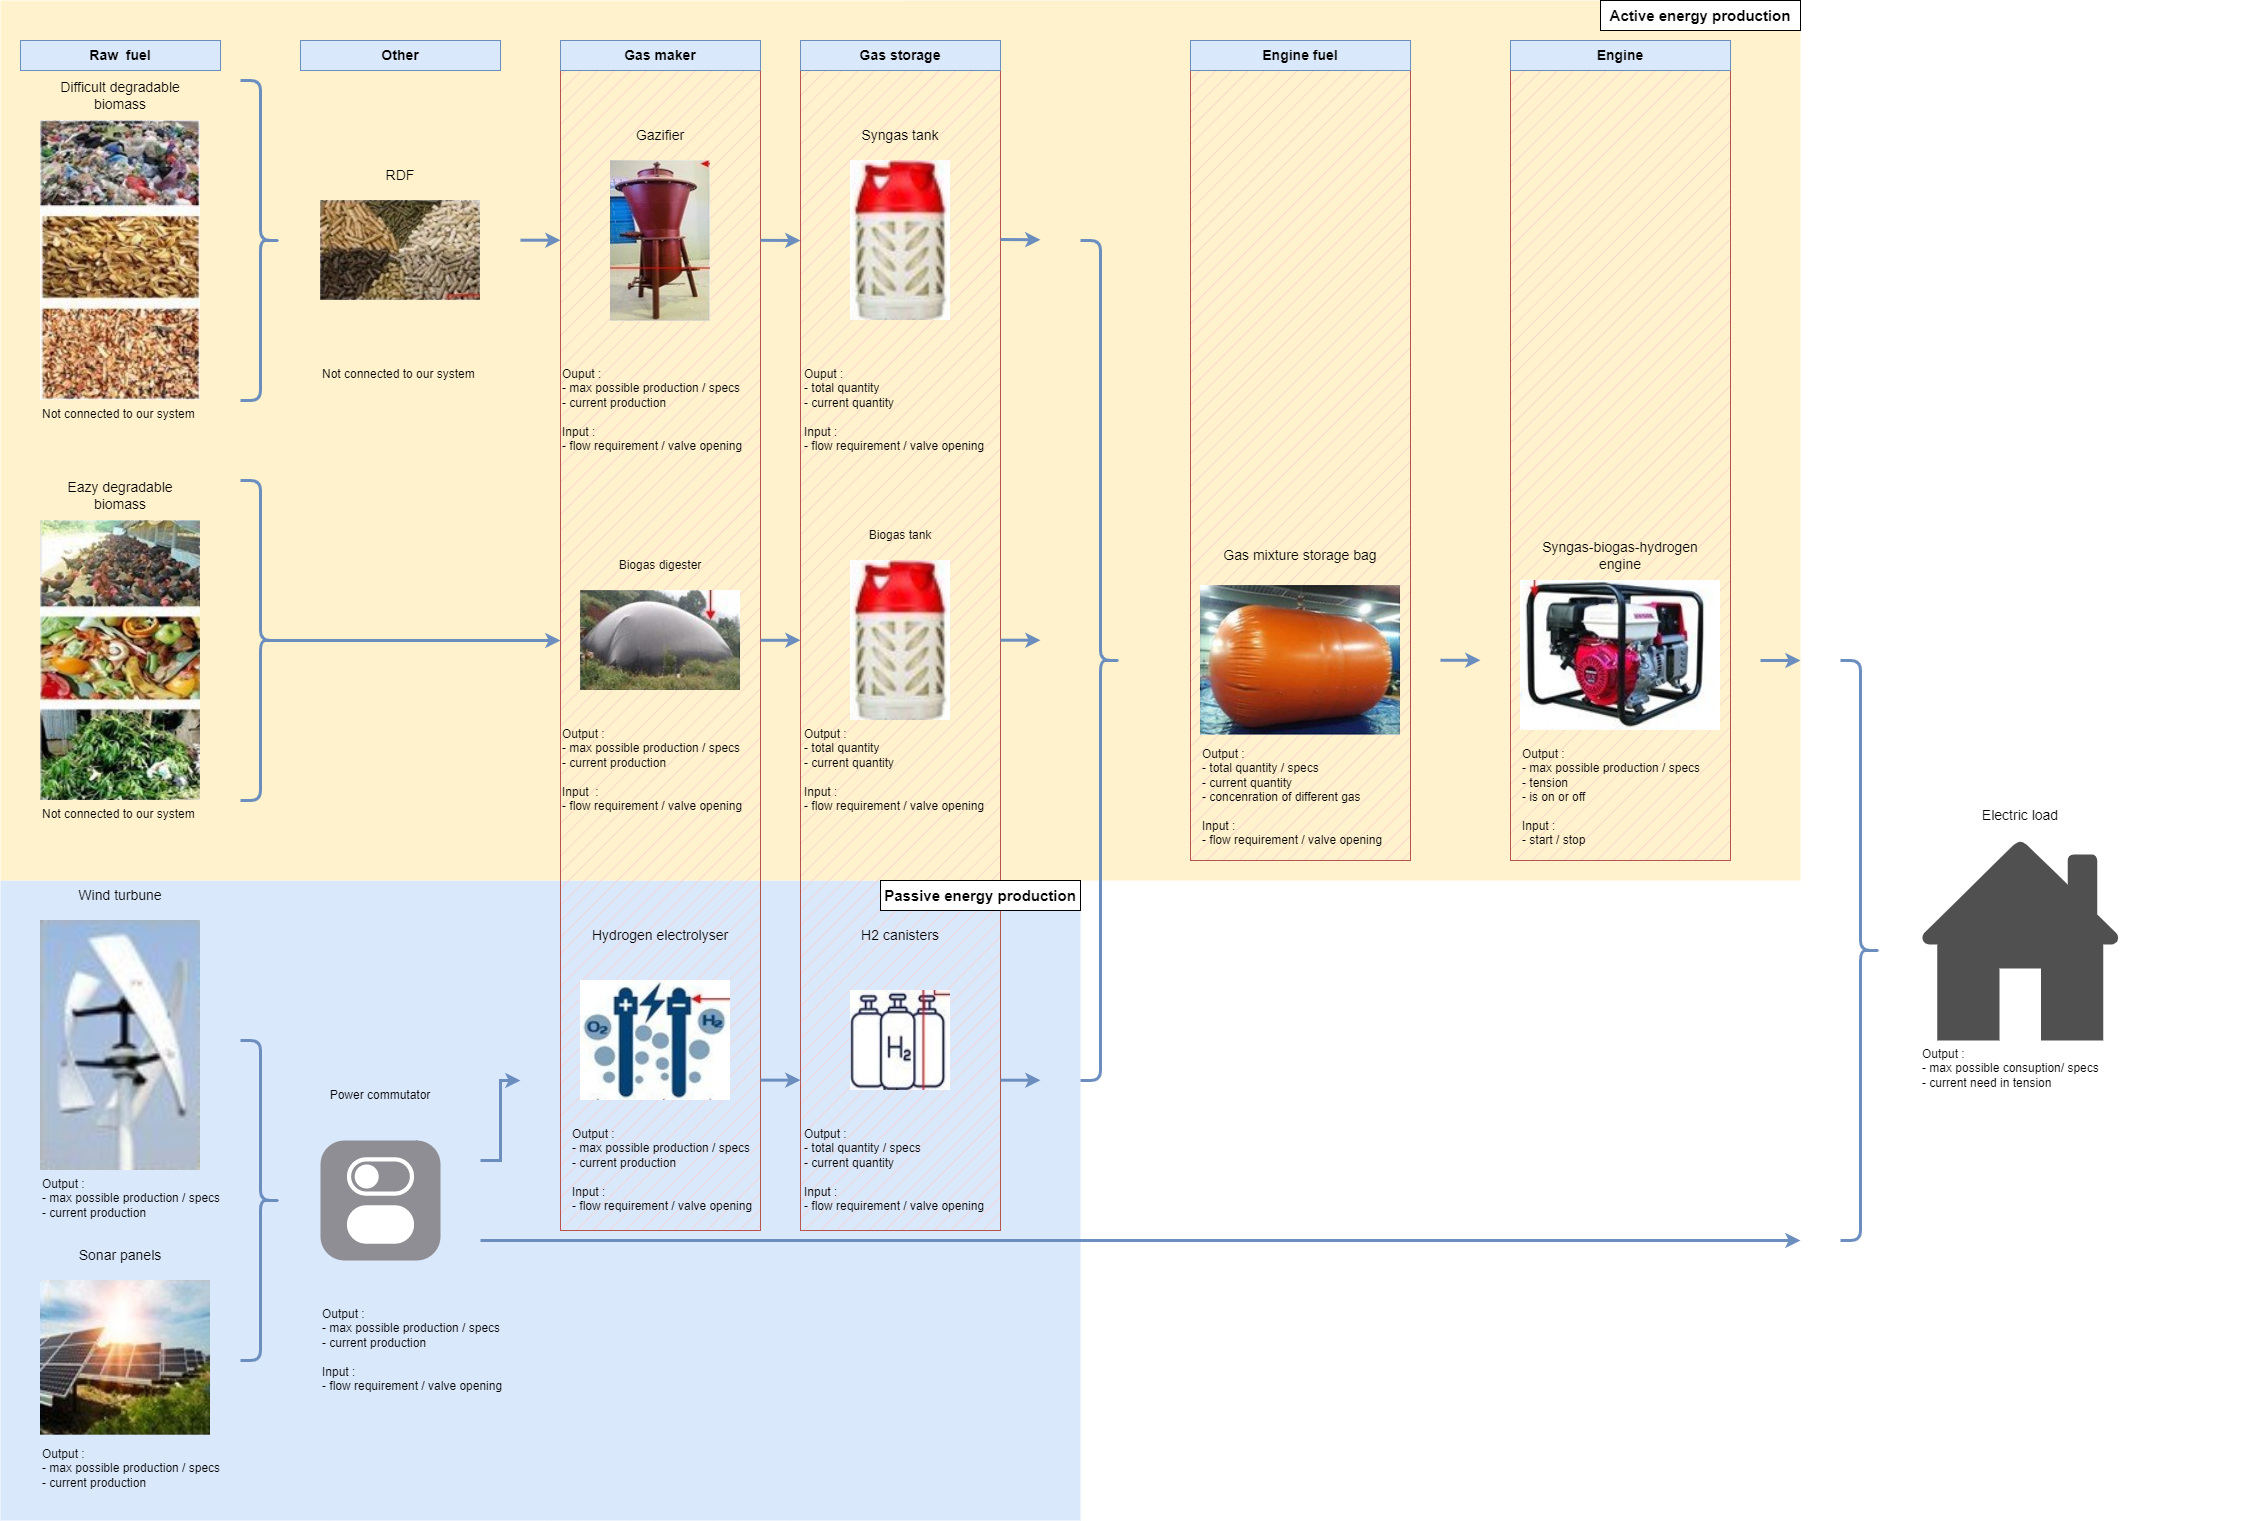 Active energy production
Raw  fuel
Other
Gas maker
Gas storage
Engine fuel
Engine
Difficult degradable
biomass
Not connected to our system
RDF
Not connected to our system
Gazifier
Ouput :
- max possible production / specs
- current production
Input :
- flow requirement / valve opening
Syngas tank
Ouput :
- total quantity
- current quantity
Input :
- flow requirement / valve opening
Eazy degradable
biomass
Not connected to our system
Biogas digester
Output :
- max possible production / specs
- current production
Input  :
- flow requirement / valve opening
Biogas tank
Output :
- total quantity
- current quantity
Input :
- flow requirement / valve opening
Gas mixture storage bag
Output :
- total quantity / specs
- current quantity
- concenration of different gas
Input :
- flow requirement / valve opening
Syngas-biogas-hydrogen
engine
Output :
- max possible production / specs
- tension
- is on or off
Input :
- start / stop
Electric load
Output :
- max possible consuption/ specs
- current need in tension
Passive energy production
Wind turbune
Output :
- max possible production / specs
- current production
Sonar panels
Output :
- max possible production / specs
- current production
Power commutator
Output :
- max possible production / specs
- current production
Input :
- flow requirement / valve opening
Hydrogen electrolyser
+
-
O2
H2
Output :
- max possible production / specs
- current production
Input :
- flow requirement / valve opening
H2 canisters
H2
Output :
- total quantity / specs
- current quantity
Input :
- flow requirement / valve opening